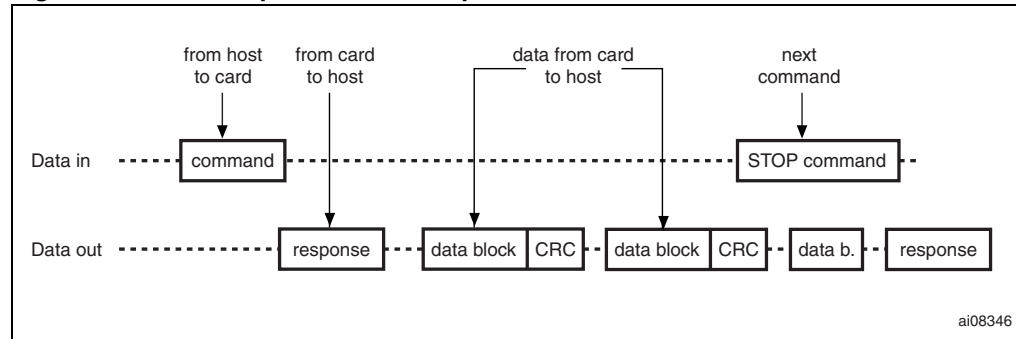 from host
to card
from card
to host
data from card
to host
next
command
Data in
command
STOP command
Data out
response
data block
CRC
data block
CRC
data b.
response
ai08346